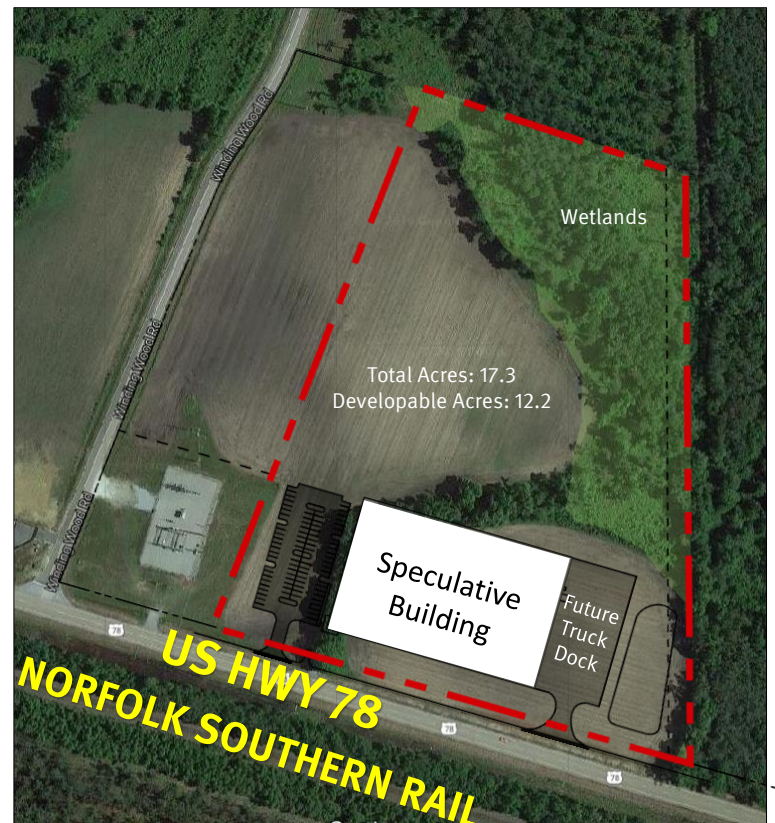 Winding Wood Rd
Wetlands
Winding Wood Rd
Total Acres: 17.3
Developable Acres: 12.2
Winding Wood Rd
Speculative
Building
Future
Truck
Dock
78
US HWY 78
NORFOLK SOUTHERN RAIL
78
78